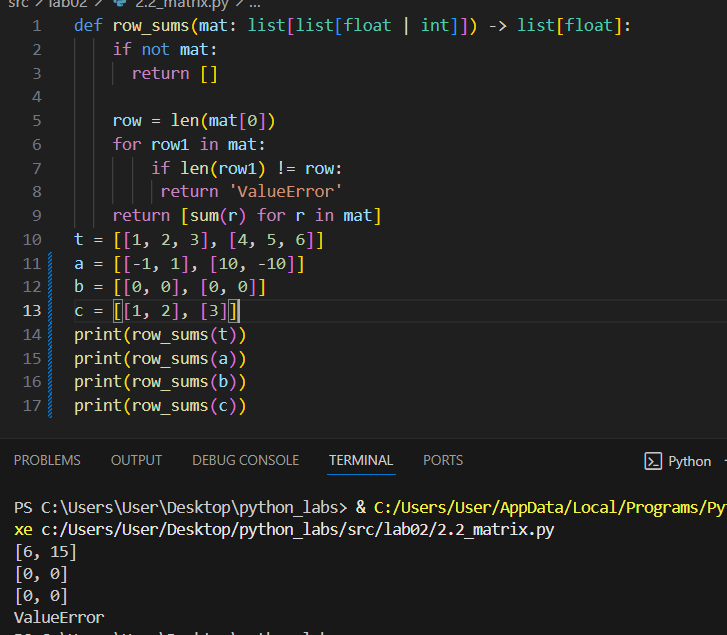 src > lab02 > 2.2_matrix.py > ...
1 def row_sums(mat: list[list[float | int]]) -> list[float]:
2     if not mat:
3       return []
4
5     row = len(mat[0])
6     for row1 in mat:
7         if len(row1) != row:
8          return 'ValueError'
9     return [sum(r) for r in mat]
10 t = [[1, 2, 3], [4, 5, 6]]
11 a = [[-1, 1], [10, -10]]
12 b = [[0, 0], [0, 0]]
13 c = [[1, 2], [3]]
14 print(row_sums(t))
15 print(row_sums(a))
16 print(row_sums(b))
17 print(row_sums(c))
PROBLEMS OUTPUT DEBUG CONSOLE TERMINAL PORTS Python
PS C:\Users\User\Desktop\python_labs> & C:/Users/User/AppData/Local/Programs/Py
xe c:/Users/User/Desktop/python_labs/src/lab02/2.2_matrix.py
[6, 15]
[0, 0]
[0, 0]
ValueError